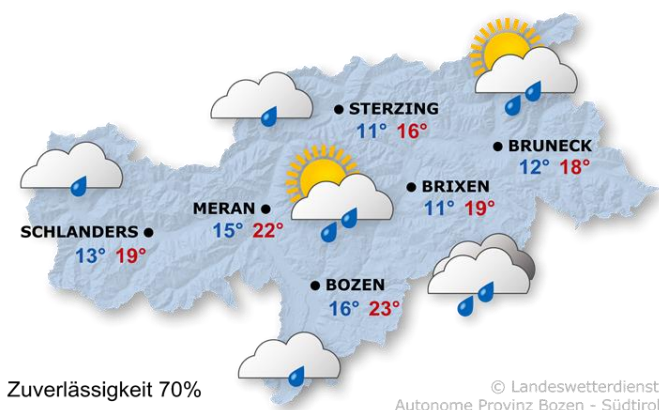 STERZING
11° 16°
BRUNECK
12° 18°
BRIXEN
11° 19°
MERAN
15° 22°
SCHLANDERS
13° 19°
BOZEN
16° 23°
Zuverlässigkeit 70%
© Landeswetterdienst
Autonome Provinz Bozen - Südtirol